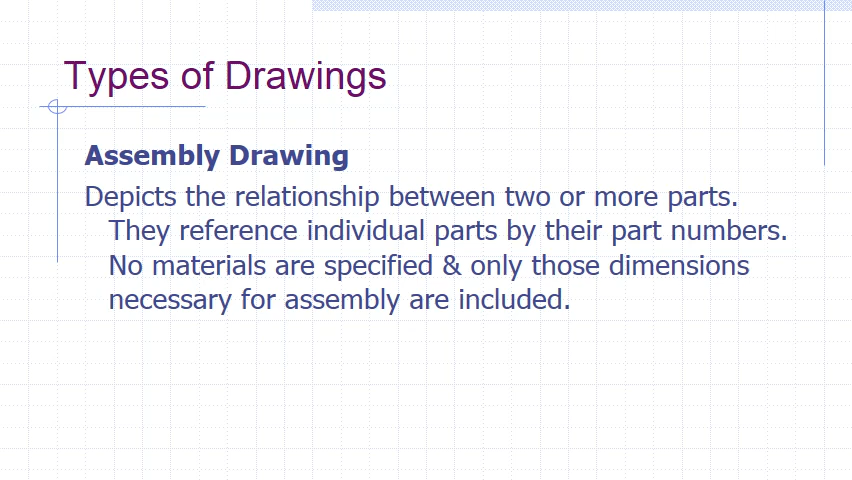 Types of Drawings
Assembly Drawing
Depicts the relationship between two or more parts.
They reference individual parts by their part numbers.
No materials are specified & only those dimensions
necessary for assembly are included.